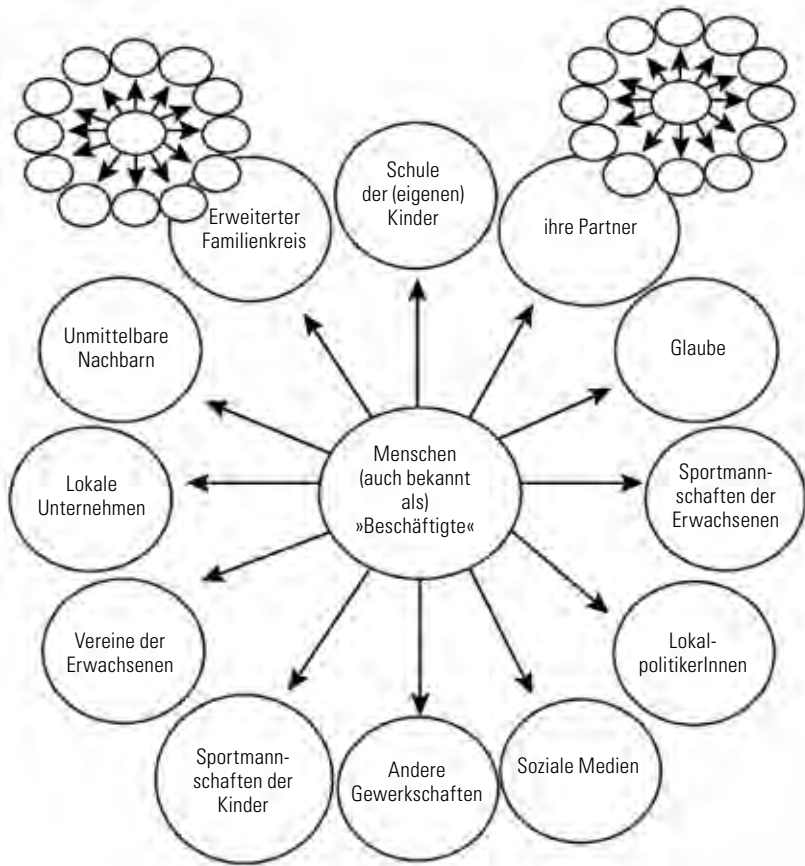 Schule
der (eigenen)
Kinder
Erweiterter
Familienkreis
ihre Partner
Unmittelbare
Nachbarn
Glaube
Menschen
(auch bekannt
als)
»Beschäftigte«
Lokale
Unternehmen
Sportmann-
schaften der
Erwachsenen
Vereine der
Erwachsenen
Lokal-
politikerInnen
Sportmann-
schaften der
Kinder
Andere
Gewerkschaften
Soziale Medien